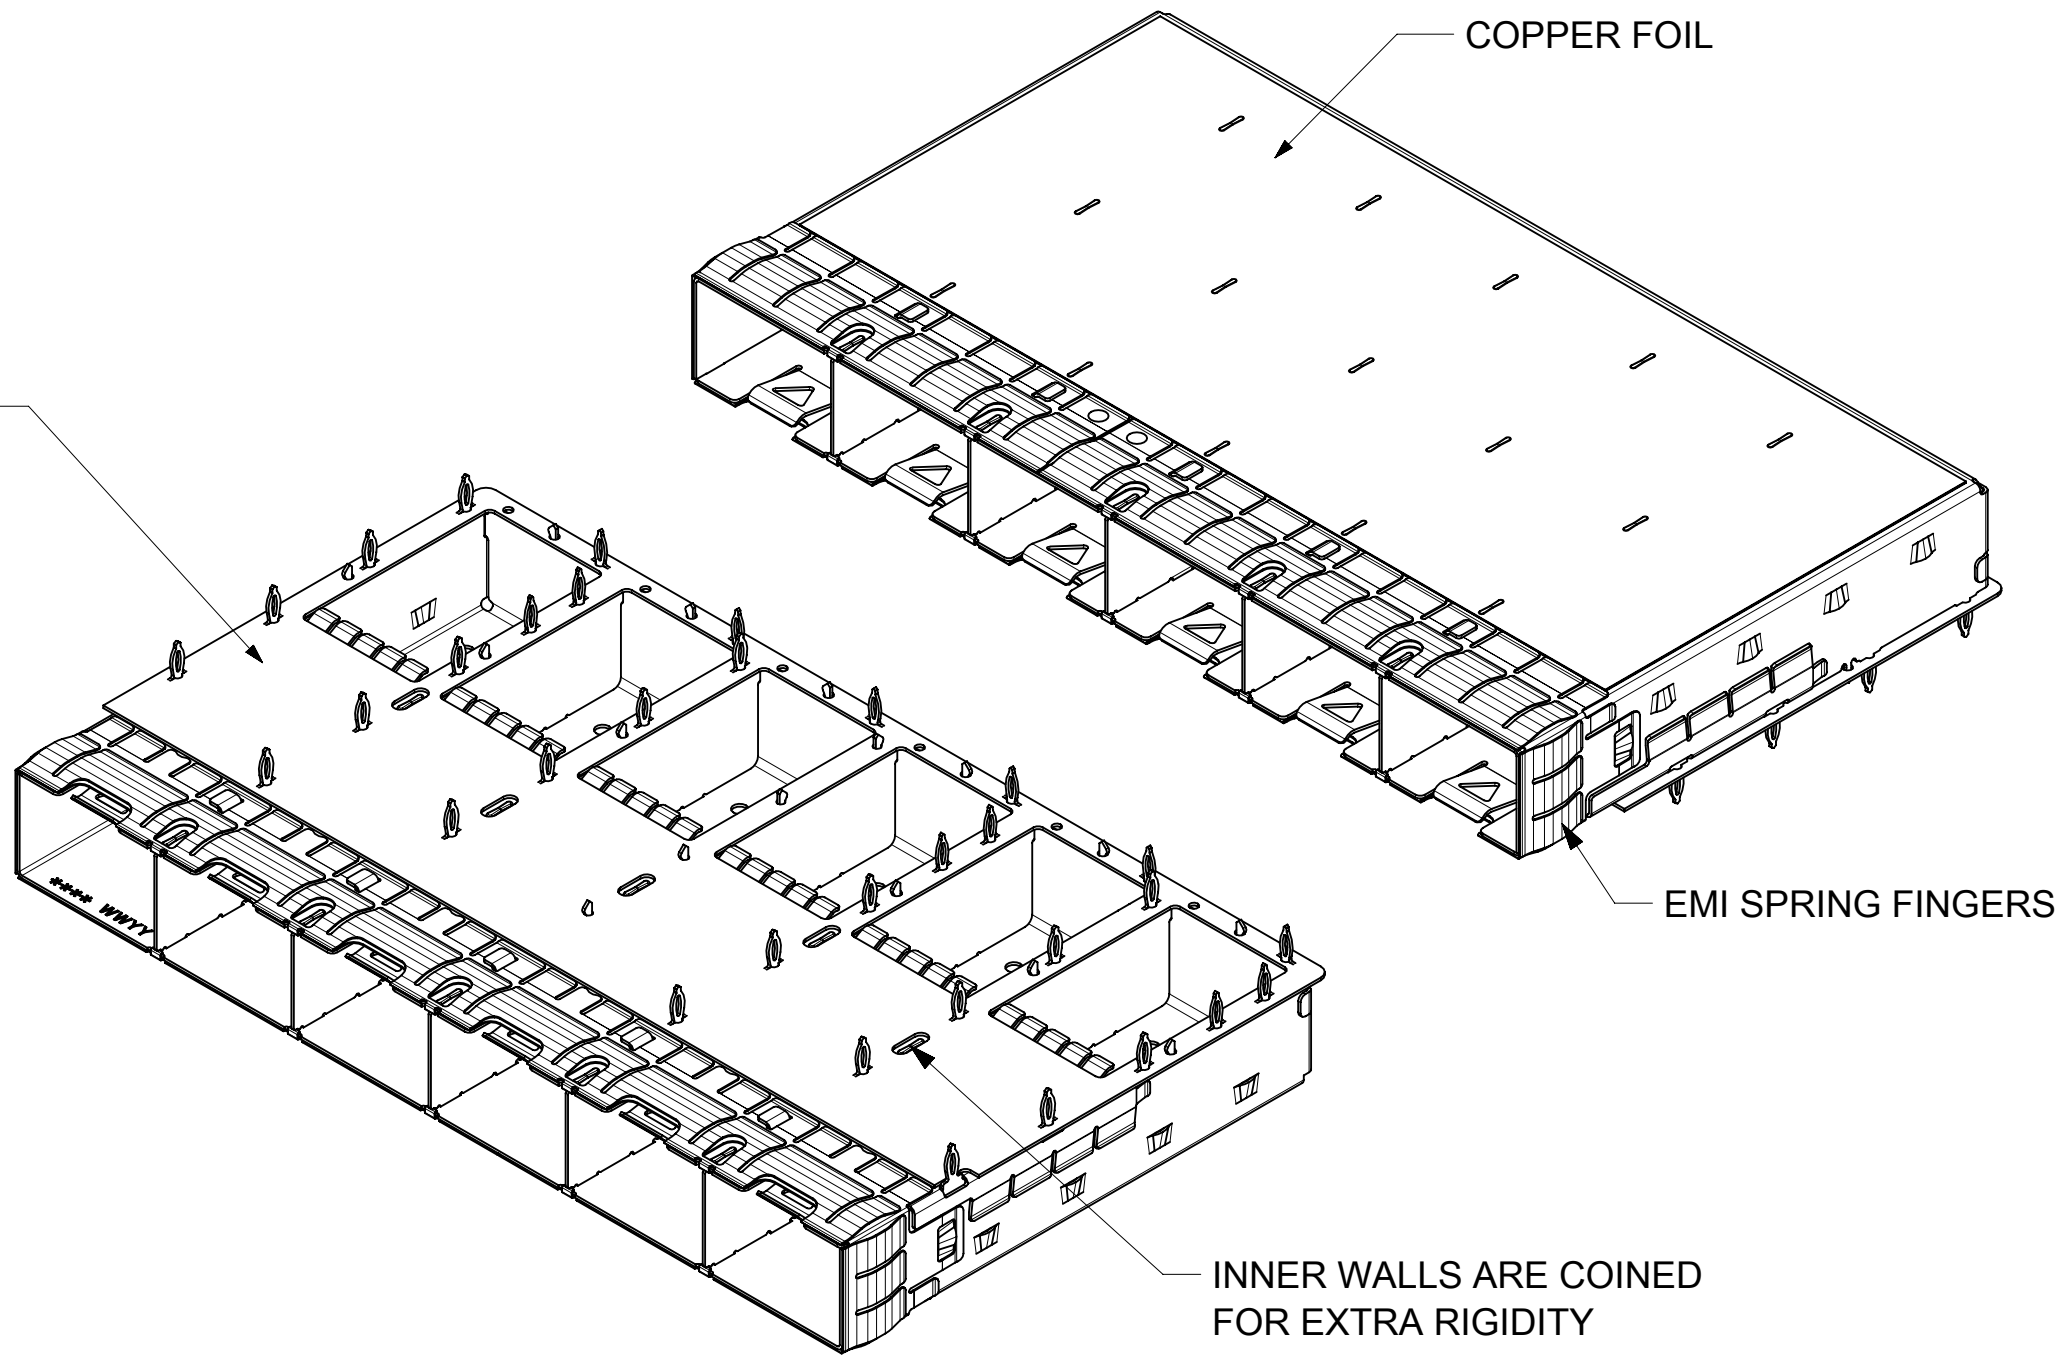 COPPER FOIL
EMI SPRING FINGERS
**** WWYY
INNER WALLS ARE COINED
FOR EXTRA RIGIDITY